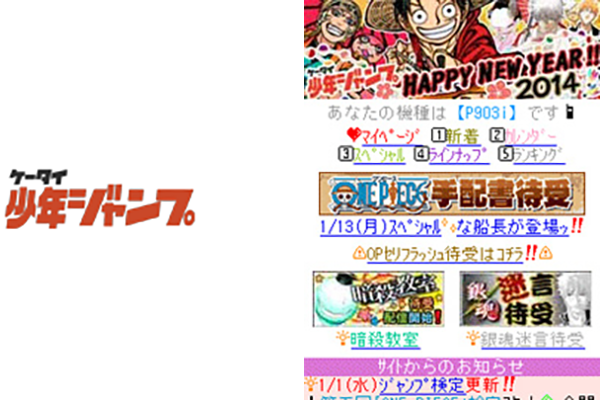 ケータイ
少年ジャンプ
ケータイ
少年ジャンプ
HAPPY NEW YEAR!!
2014
あなたの機種は【P903i】です
マイページ 1新着 2カレンダー
3スペシャル 4ラインナップ 5ランキング
ONE PIECE 手配書待受
1/13(月)スペシャルな船長が登場ッ!!
OPセリフラッシュ待受はコチラ!!
暗殺教室
待受
配信開始!
銀魂
迷言
待受
暗殺教室
銀魂迷言待受
サイトからのお知らせ
1/1(水)ジャンプ検定更新!!